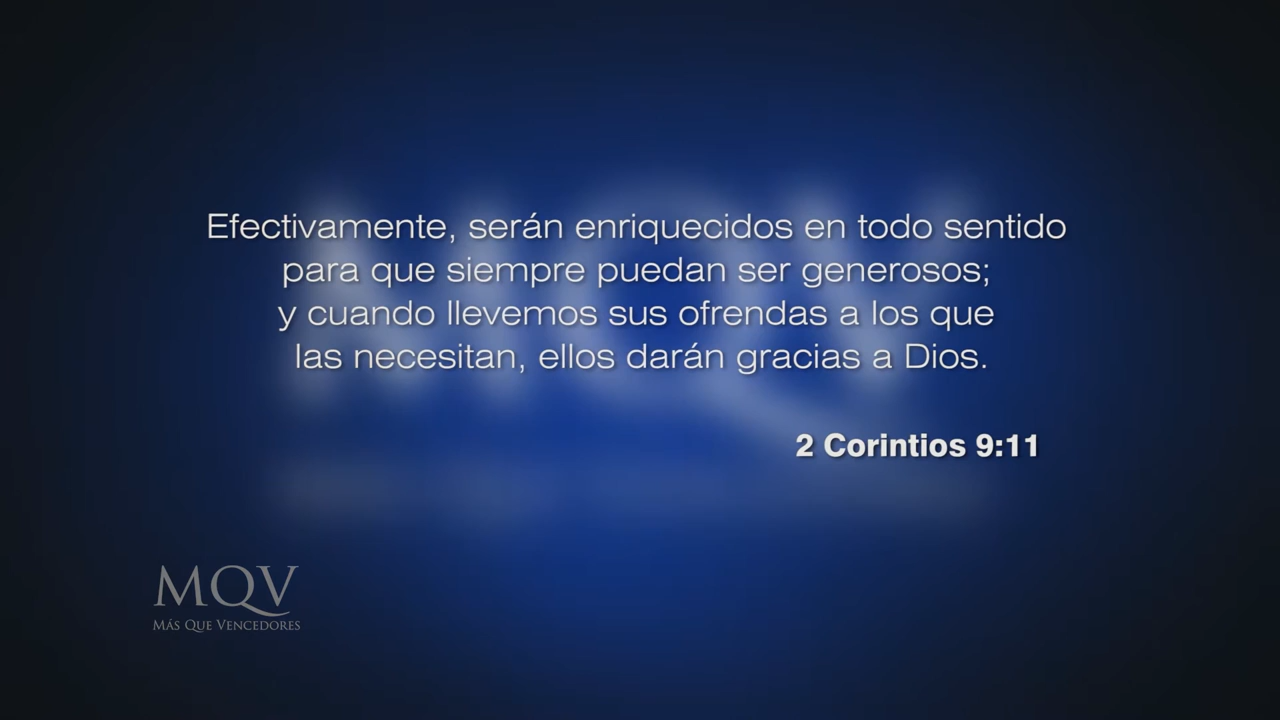 Efectivamente, serán enriquecidos en todo sentido
para que siempre puedan ser generosos;
y cuando llevemos sus ofrendas a los que
las necesitan, ellos darán gracias a Dios.
2 Corintios 9:11
MQV
MÁS QUE VENCEDORES